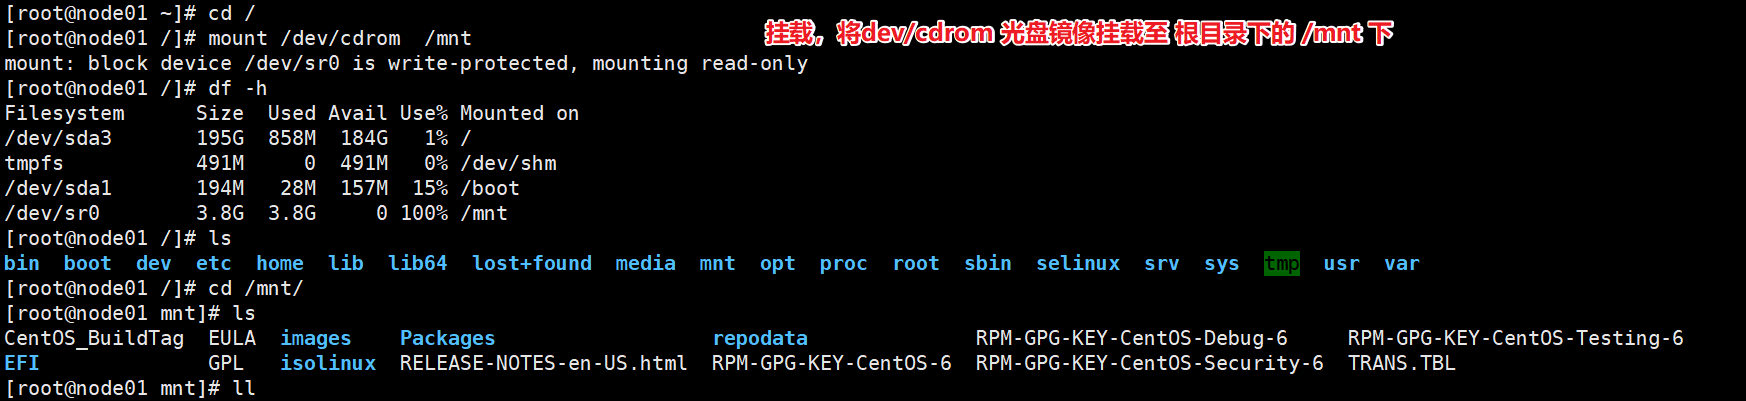 [root@node01 ~]# cd /
[root@node01 /]# mount /dev/cdrom  /mnt
挂载，将dev/cdrom 光盘镜像挂载至 根目录下的 /mnt 下
mount: block device /dev/sr0 is write-protected, mounting read-only
[root@node01 /]# df -h
Filesystem      Size  Used Avail Use% Mounted on
/dev/sda3       195G  858M  184G   1% /
tmpfs           491M     0  491M   0% /dev/shm
/dev/sda1       194M   28M  157M  15% /boot
/dev/sr0        3.8G  3.8G     0 100% /mnt
[root@node01 /]# ls
bin  boot  dev  etc  home  lib  lib64  lost+found  media  mnt  opt  proc  root  sbin  selinux  srv  sys  tmp  usr  var
[root@node01 /]# cd /mnt/
[root@node01 mnt]# ls
CentOS_BuildTag  EULA  images    Packages                  repodata              RPM-GPG-KEY-CentOS-Debug-6     RPM-GPG-KEY-CentOS-Testing-6
EFI              GPL   isolinux  RELEASE-NOTES-en-US.html  RPM-GPG-KEY-CentOS-6  RPM-GPG-KEY-CentOS-Security-6  TRANS.TBL
[root@node01 mnt]# ll